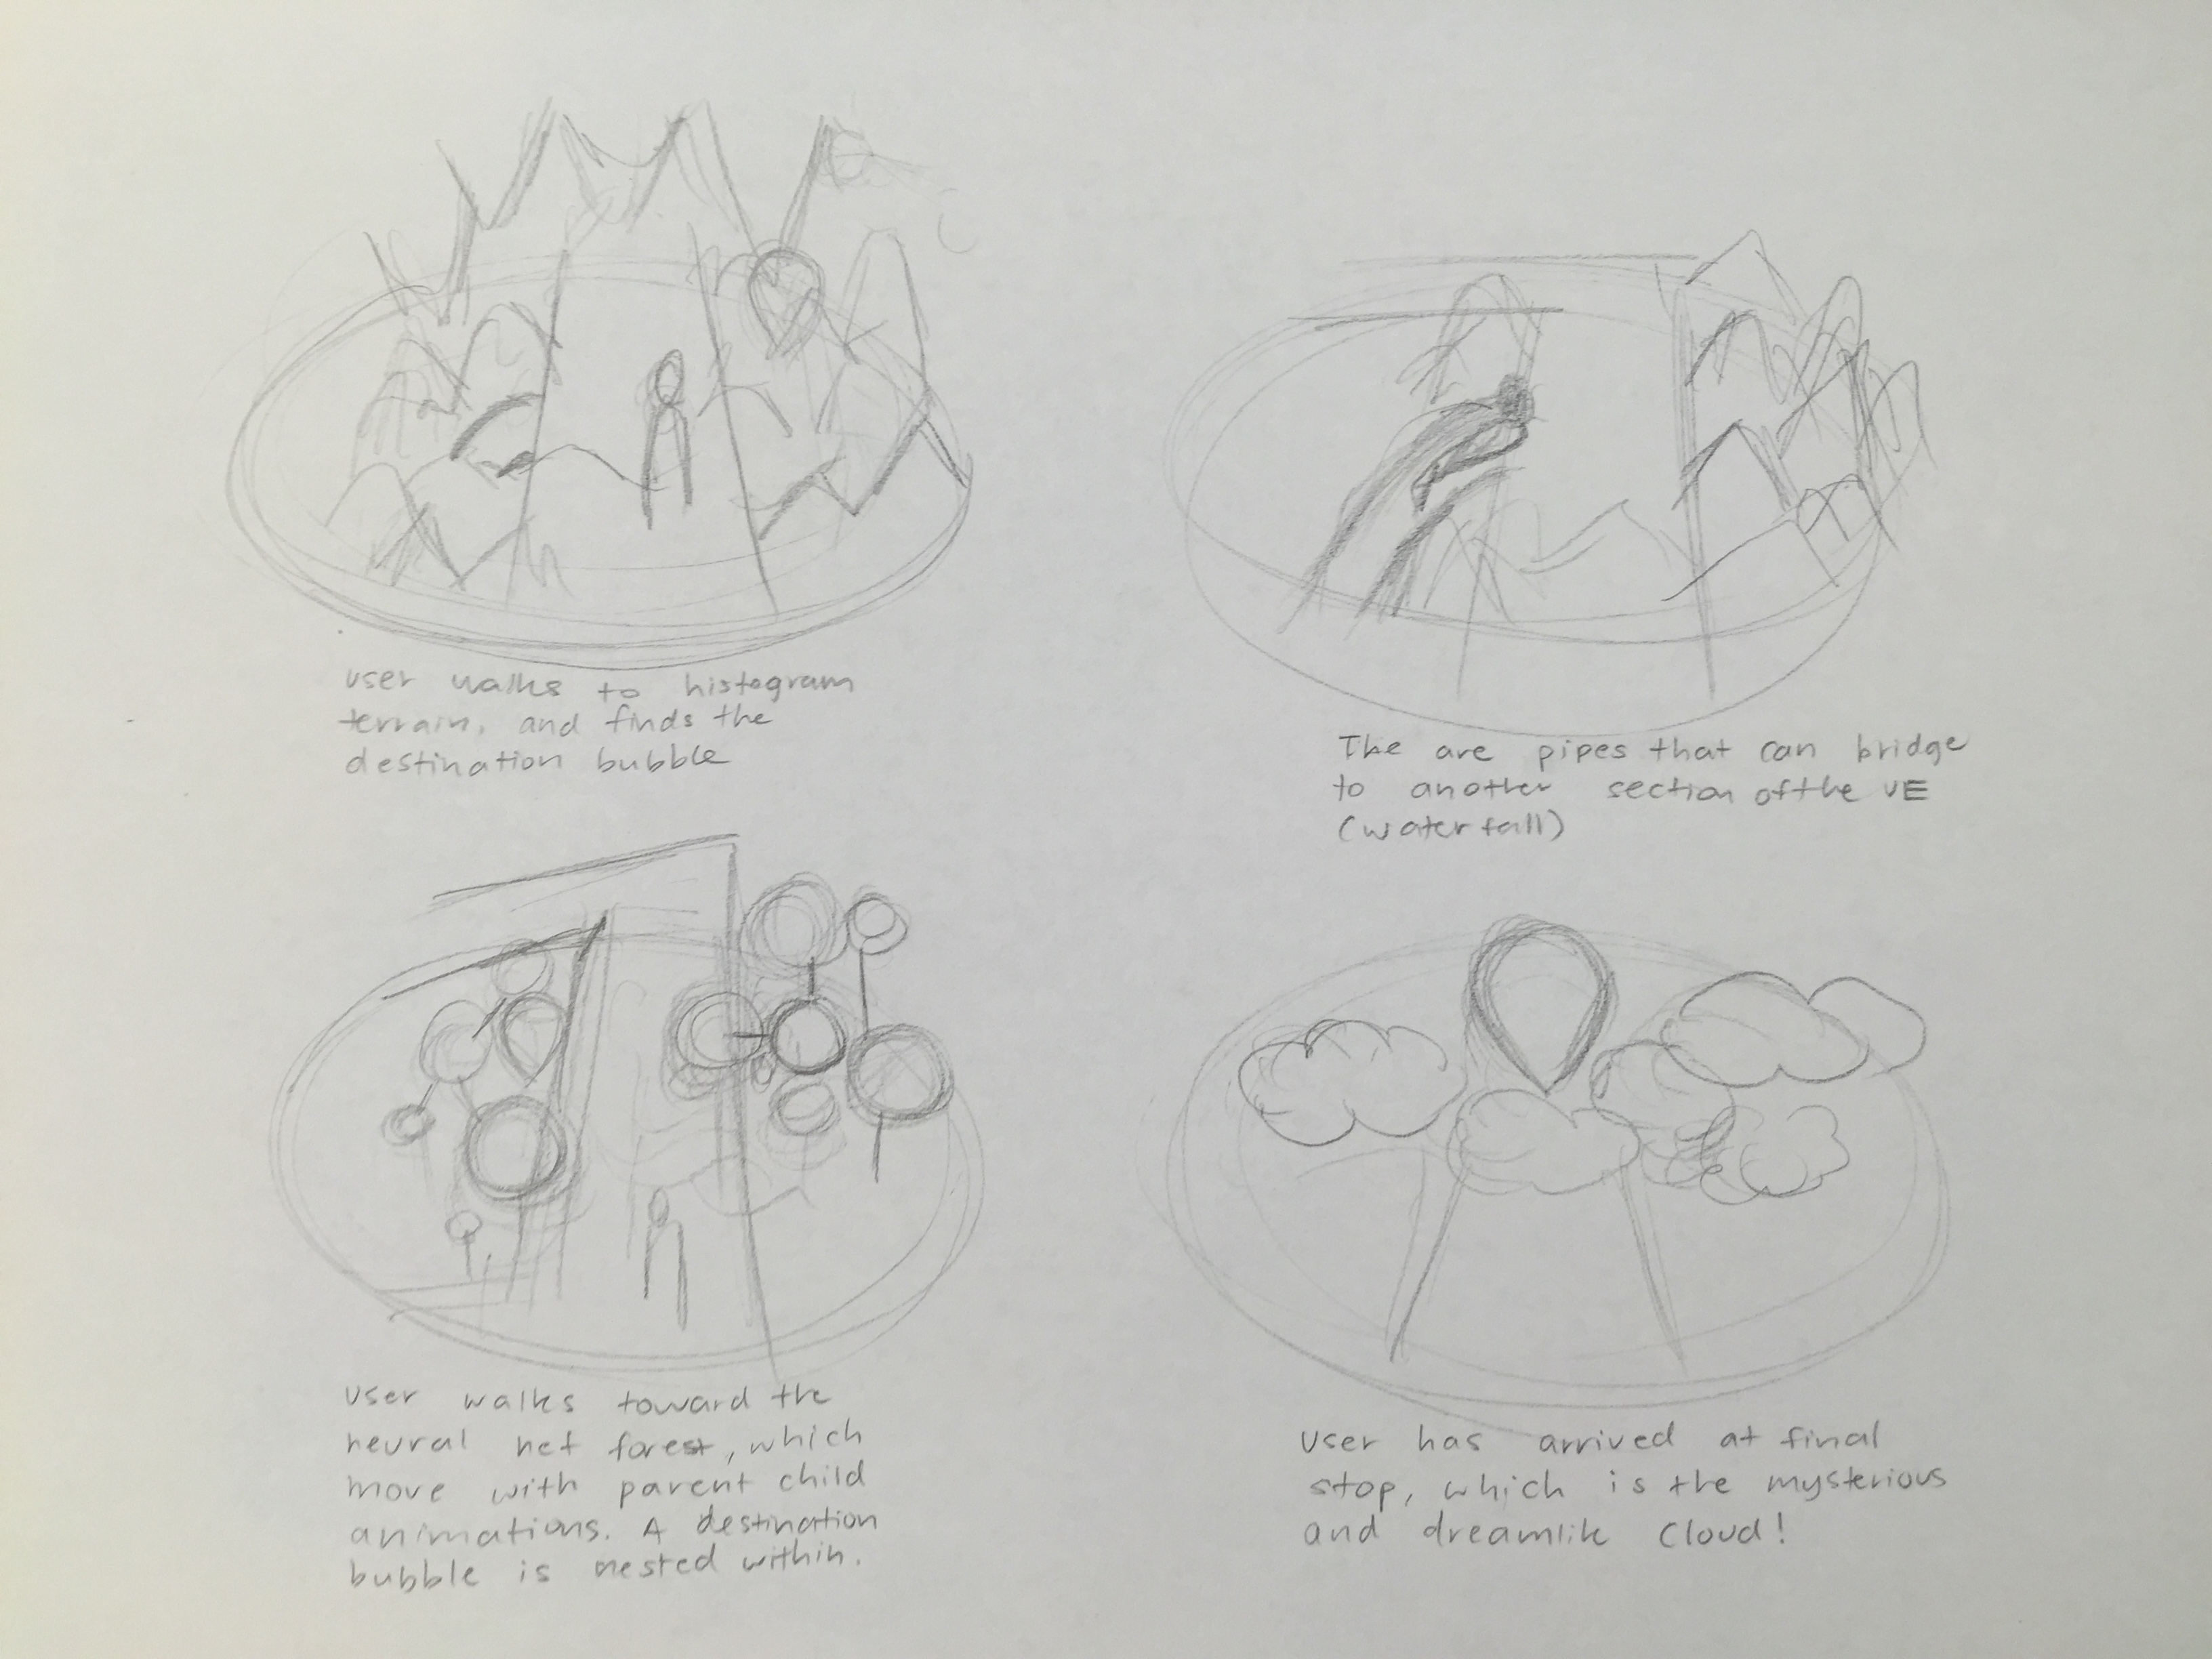 user walks to histogram
terrain, and finds the
destination bubble
The are pipes that can bridge
to another section of the VE
(waterfall)
user walks toward the
neural net forest, which
move with parent child
animations. A destination
bubble is nested within.
user has arrived at final
stop, which is the mysterious
and dreamlik cloud!